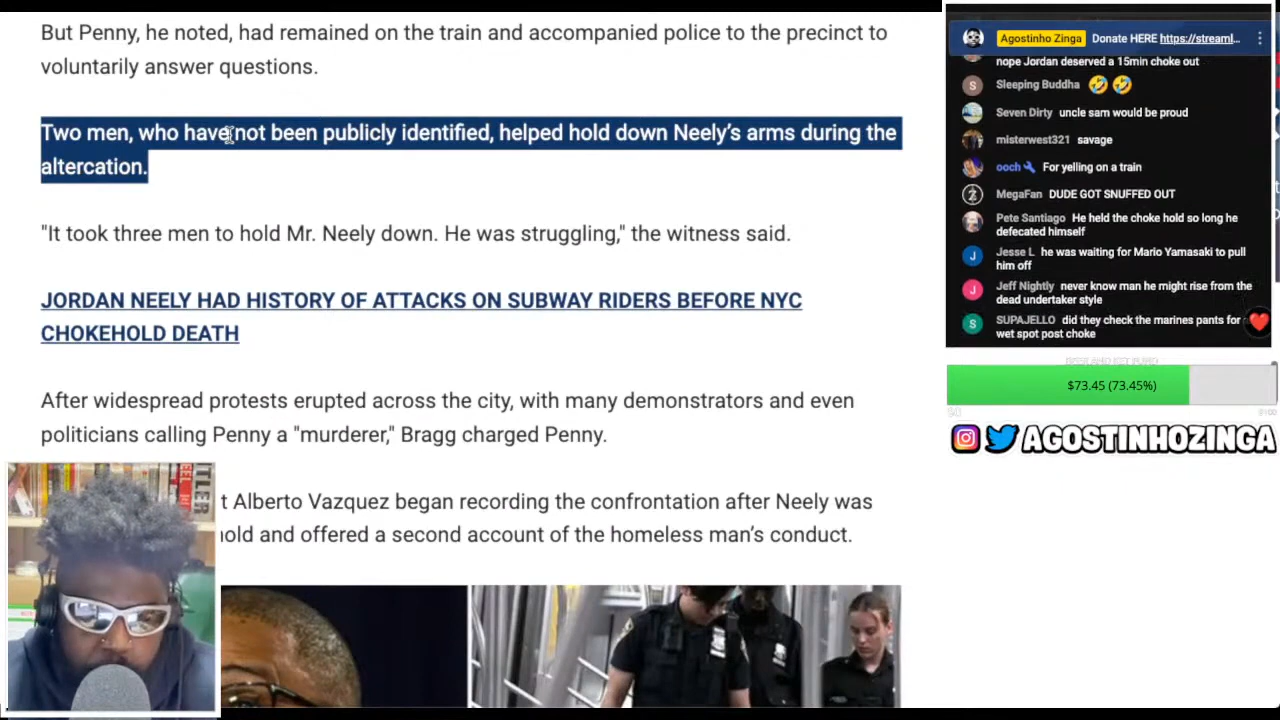 But Penny, he noted, had remained on the train and accompanied police to the precinct to
voluntarily answer questions.
Two men, who have not been publicly identified, helped hold down Neely's arms during the
altercation.
"It took three men to hold Mr. Neely down. He was struggling," the witness said.
JORDAN NEELY HAD HISTORY OF ATTACKS ON SUBWAY RIDERS BEFORE NYC
CHOKEHOLD DEATH
After widespread protests erupted across the city, with many demonstrators and even
politicians calling Penny a "murderer," Bragg charged Penny.
t Alberto Vazquez began recording the confrontation after Neely was
hold and offered a second account of the homeless man's conduct.
Agostinho Zinga Donate HERE https://streaml...
nope Jordan deserved a 15min choke out
Sleeping Buddha 🤣 🤣
Seven Dirty uncle sam would be proud
misterwest321 savage
ooch For yelling on a train
MegaFan DUDE GOT SNUFFED OUT
Pete Santiago He held the choke hold so long he
defecated himself
Jesse L he was waiting for Mario Yamasaki to pull
him off
Jeff Nightly never know man he might rise from the
dead undertaker style
SUPAJELLO did they check the marines pants for
wet spot post choke
$73.45 (73.45%)
$0
AGOSTINHOZINGA